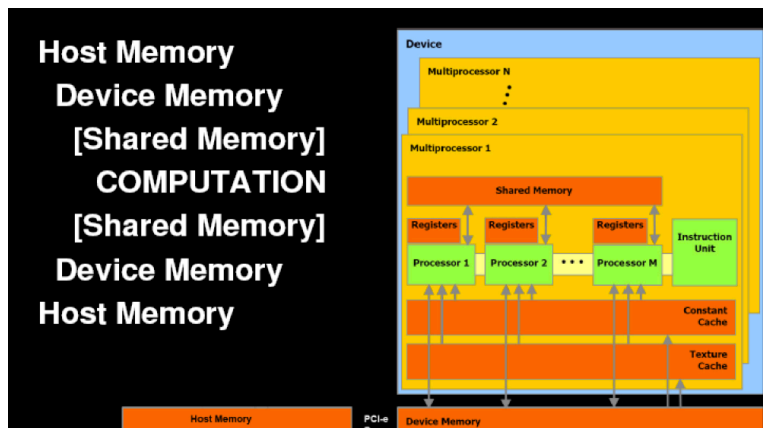 Host Memory
Device Memory
[Shared Memory]
COMPUTATION
[Shared Memory]
Device Memory
Host Memory
Device
Multiprocessor N
Multiprocessor 2
Multiprocessor 1
Shared Memory
Registers Registers Registers
Instruction
Unit
Processor 1 Processor 2 ••• Processor M
Constant
Cache
Texture
Cache
Host Memory
PCI-e
Device Memory